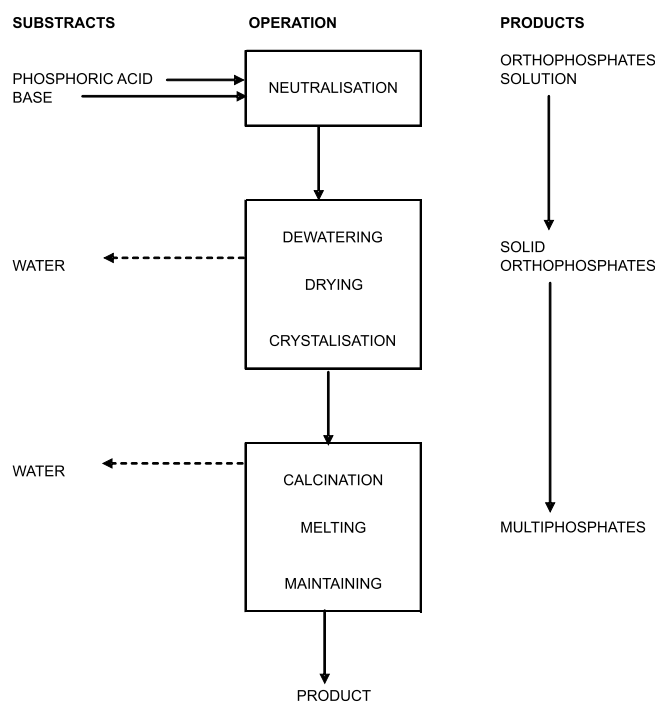 SUBSTRACTS OPERATION PRODUCTS
PHOSPHORIC ACID
BASE
NEUTRALISATION
ORTHOPHOSPHATES
SOLUTION
WATER
DEWATERING
DRYING
CRYSTALISATION
SOLID
ORTHOPHOSPHATES
WATER
CALCINATION
MELTING
MAINTAINING
MULTIPHOSPHATES
PRODUCT